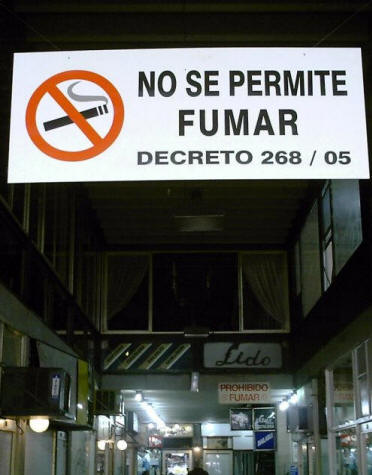 NO SE PERMITE
FUMAR
DECRETO 268 / 05
Lido
PROHIBIDO
FUMAR